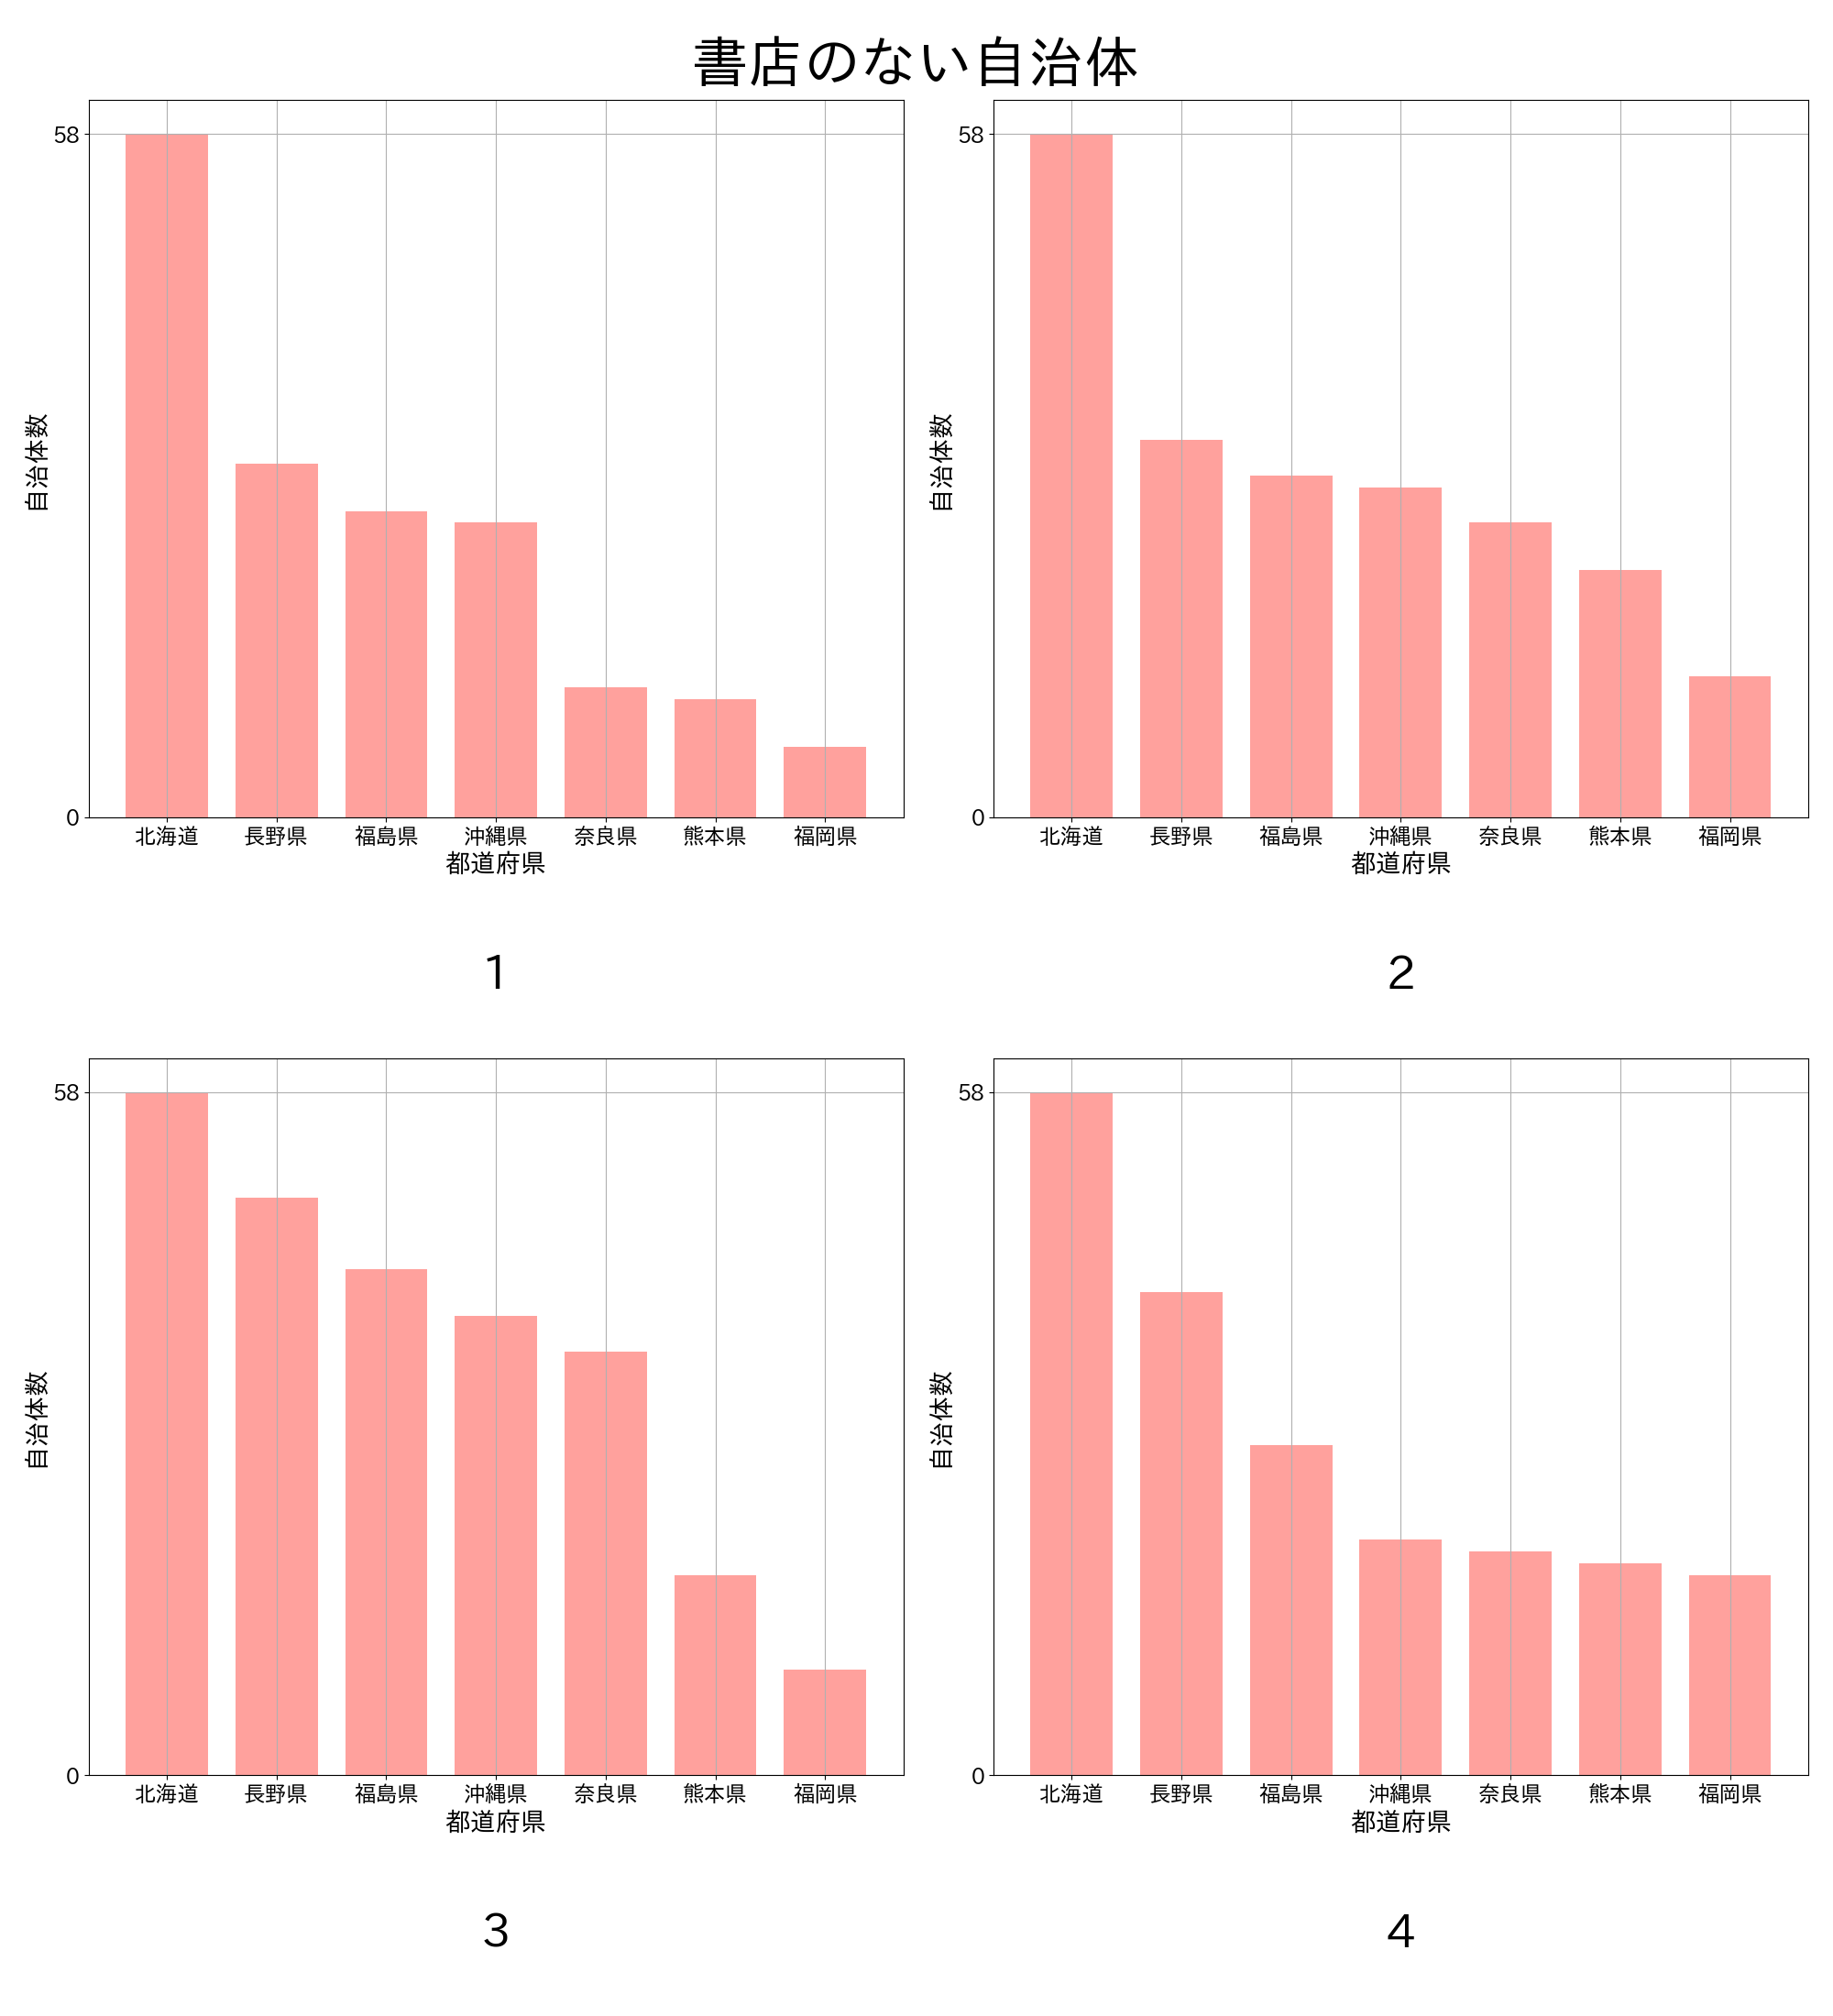 書店のない自治体
58
0
自治体数
北海道 長野県 福島県 沖縄県 奈良県 熊本県 福岡県
都道府県
1
58
0
自治体数
北海道 長野県 福島県 沖縄県 奈良県 熊本県 福岡県
都道府県
2
58
0
自治体数
北海道 長野県 福島県 沖縄県 奈良県 熊本県 福岡県
都道府県
3
58
0
自治体数
北海道 長野県 福島県 沖縄県 奈良県 熊本県 福岡県
都道府県
4